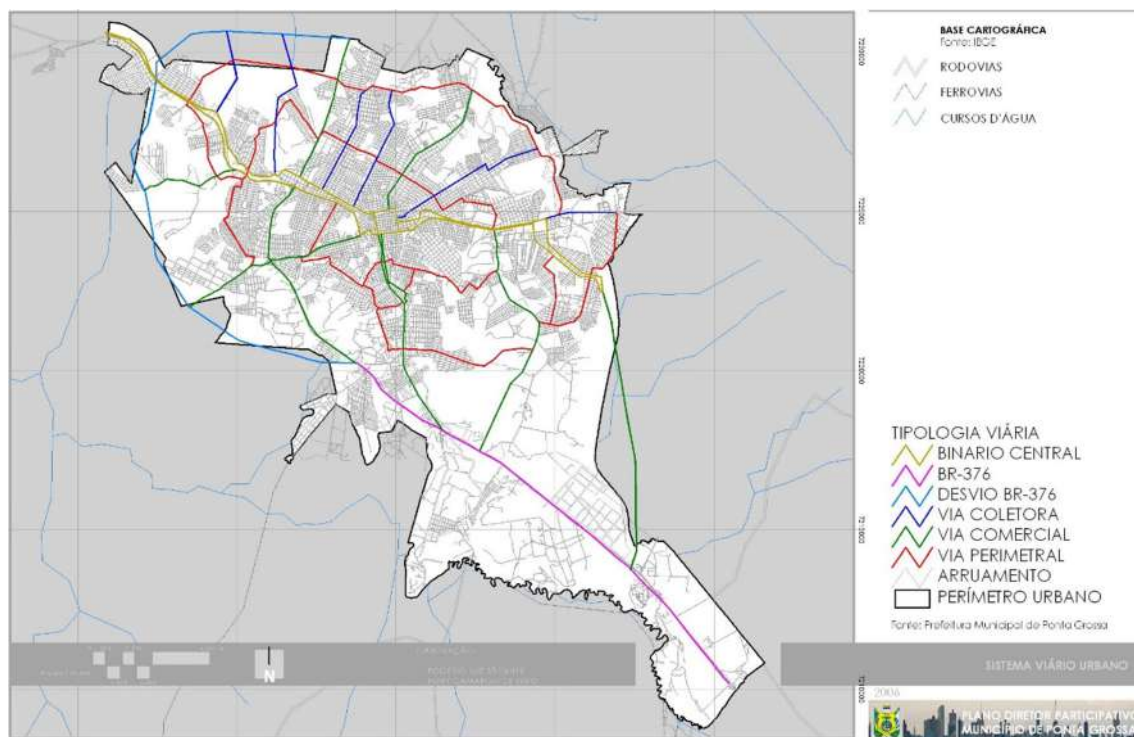 BASE CARTOGRÁFICA
Fonte: IBGE
RODOVIAS
FERROVIAS
CURSOS D'ÁGUA
TIPOLOGIA VIÁRIA
BINARIO CENTRAL
BR-376
DESVIO BR-376
VIA COLETORA
VIA COMERCIAL
VIA PERIMETRAL
ARRUAMENTO
PERÍMETRO URBANO
Fonte: Prefeitura Municipal de Ponta Grossa
N
SISTEMA VIÁRIO URBANO
2006
PLANO DIRETOR PARTICIPATIVO
MUNICÍPIO DE PONTA GROSSA